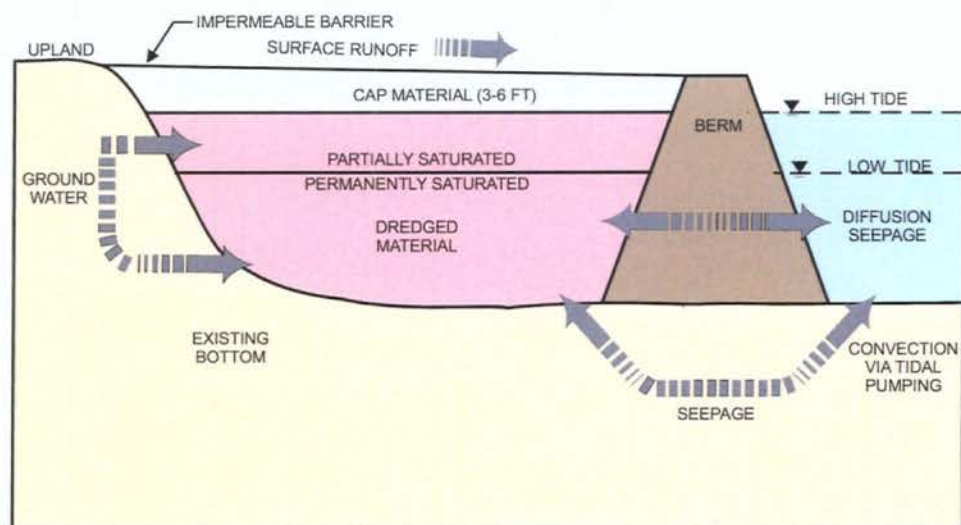 IMPERMEABLE BARRIER
UPLAND
SURFACE RUNOFF
CAP MATERIAL (3-6 FT)
HIGH TIDE
BERM
PARTIALLY SATURATED
LOW TIDE
GROUND
WATER
PERMANENTLY SATURATED
DREDGED
MATERIAL
DIFFUSION
SEEPAGE
EXISTING
BOTTOM
CONVECTION
VIA TIDAL
PUMPING
SEEPAGE